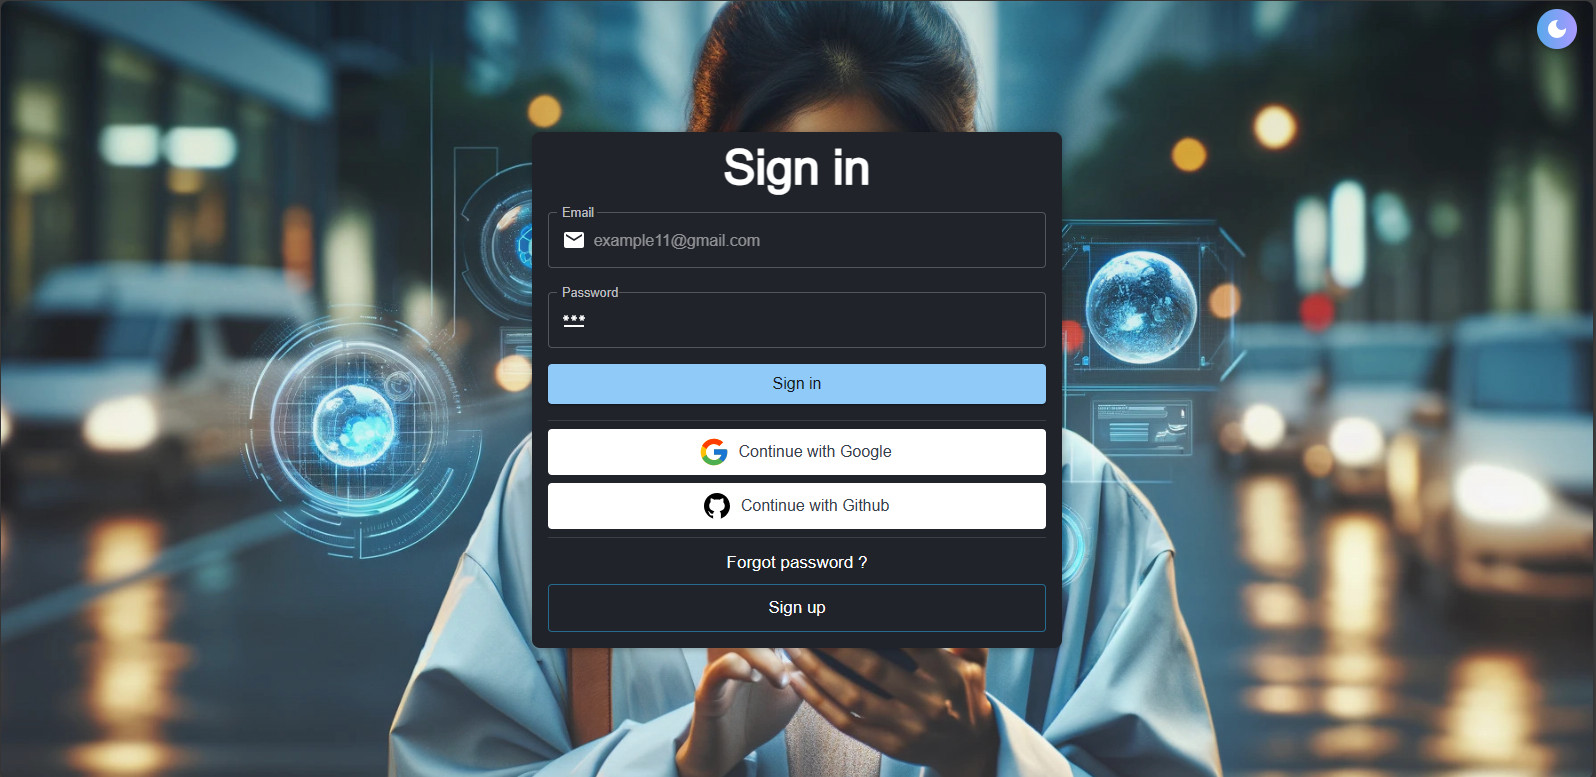 Sign in
Email
example11@gmail.com
Password
Sign in
Continue with Google
Continue with Github
Forgot password ?
Sign up